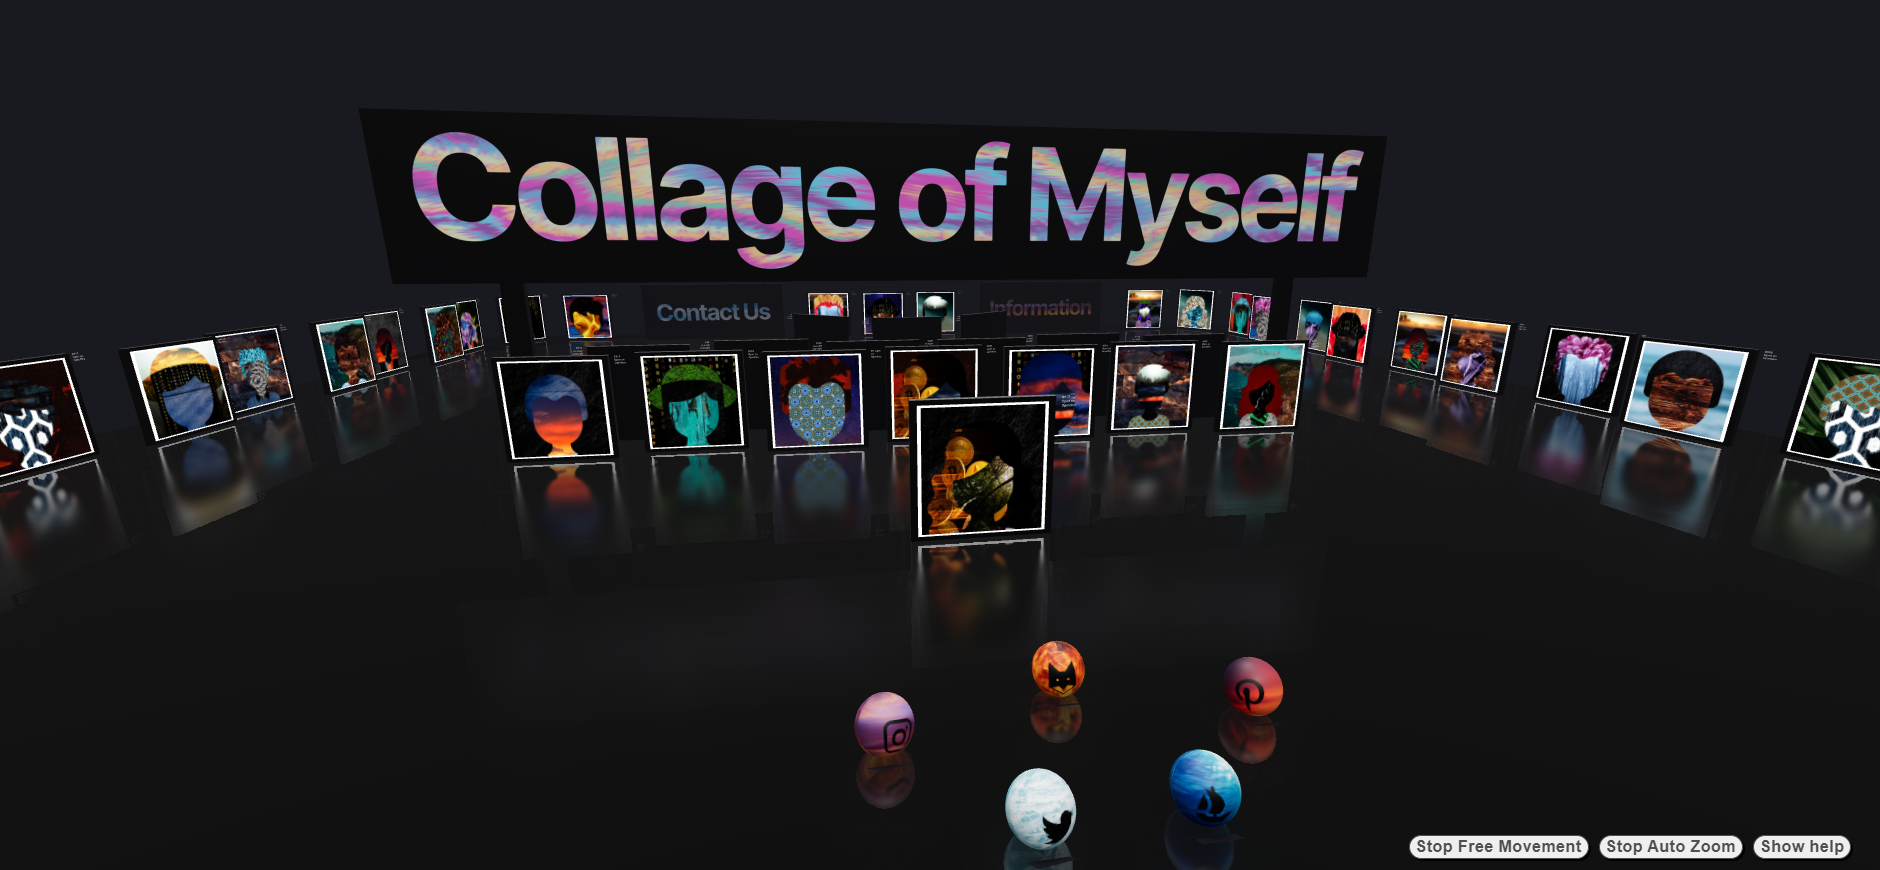 Collage of Myself
Contact Us
Information
Stop Free Movement
Stop Auto Zoom
Show help